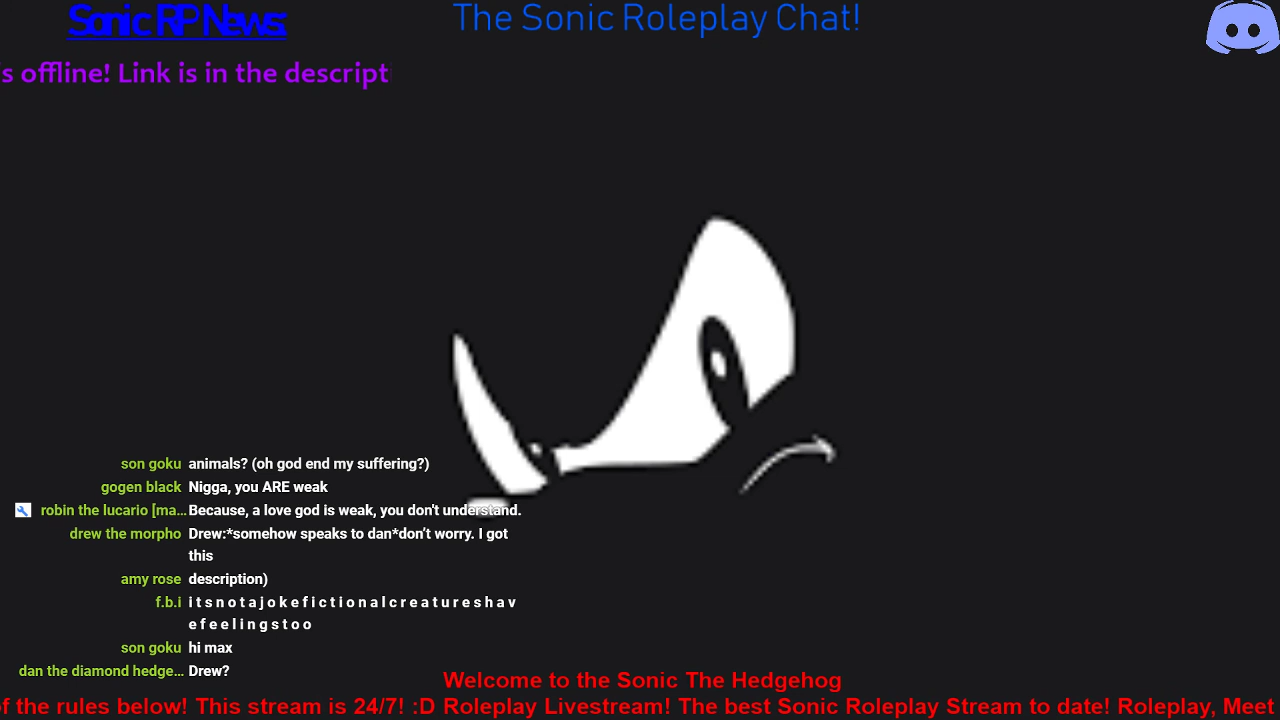 Sonic RP News:
The Sonic Roleplay Chat!
's offline! Link is in the descript
son goku animals? (oh god end my suffering?)
gogen black Nigga, you ARE weak
robin the lucario [ma... Because, a love god is weak, you don't understand.
drew the morpho Drew:*somehow speaks to dan*don't worry. I got
this
amy rose description)
f.b.i i t s n o t a j o k e f i c t i o n a l c r e a t u r e s h a v
e f e e l i n g s t o o
son goku hi max
dan the diamond hedge... Drew?
Welcome to the Sonic The Hedgehog
of the rules below! This stream is 24/7! :D Roleplay Livestream! The best Sonic Roleplay Stream to date! Roleplay, Meet